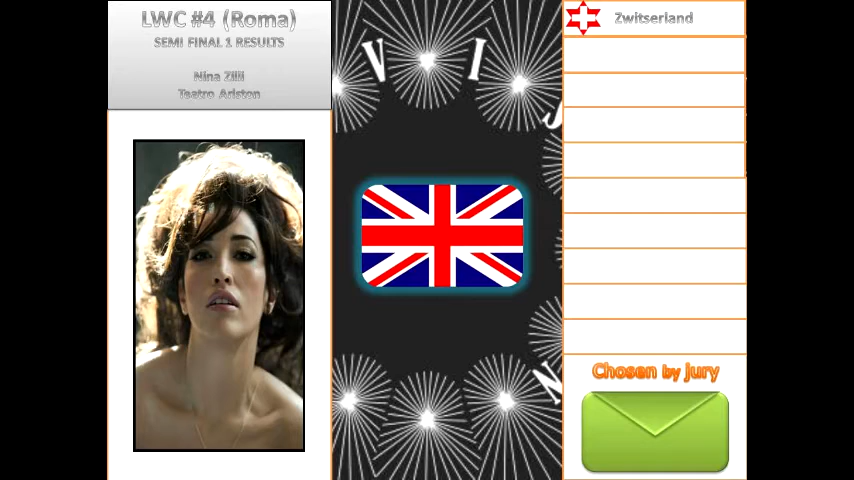 LWC #4 (Roma)
SEMI FINAL 1 RESULTS
Nina Zilli
Teatro Ariston
V I
J
N
Zwitserland
Chosen by jury